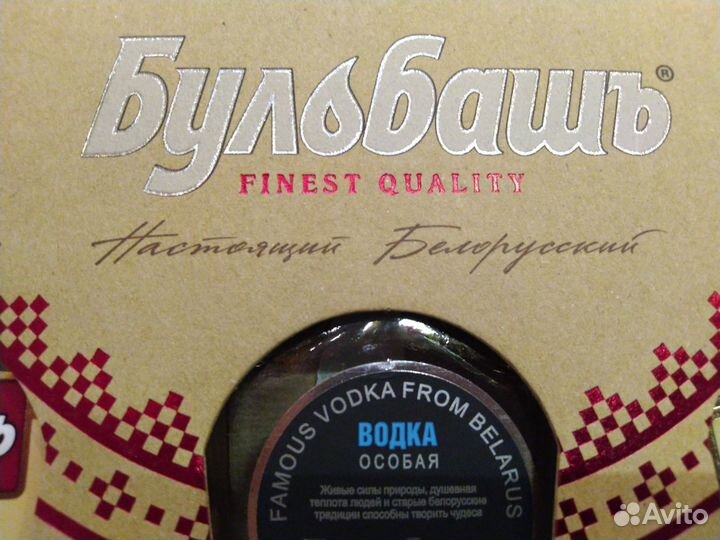 Бульбашъ®
FINEST QUALITY
Настоящий Белорусский
FAMOUS VODKA FROM BELARUS
ВОДКА
ОСОБАЯ
Живые силы природы, душевная
теплота людей и старые белорусские
традиции способны творить чудеса
Ъ
Avito